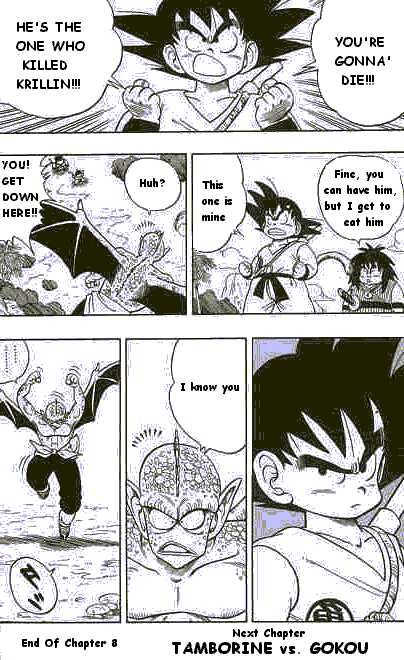 HE'S THE
ONE WHO
KILLED
KRILLIN!!!
YOU'RE
GONNA'
DIE!!!
YOU!
GET
DOWN
HERE!!
Huh?
This
one is
mine
Fine, you
can have him,
but I get to
eat him
I know you
End Of Chapter 8
Next Chapter
TAMBORINE vs. GOKOU